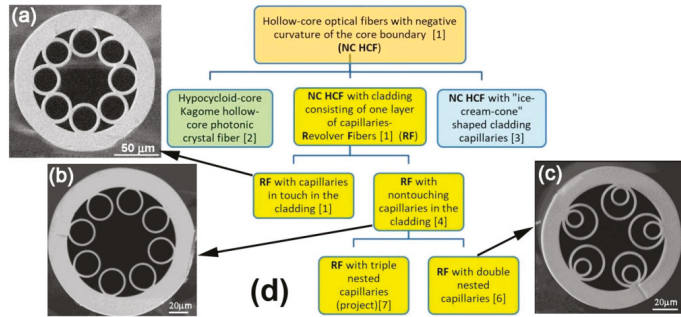 (a)
50 µm
(b)
20µm
(c)
20µm
(d)
Hollow-core optical fibers with negative
curvature of the core boundary [1]
(NC HCF)
Hypocycloid-core
Kagome hollow-
core photonic
crystal fiber [2]
NC HCF with cladding
consisting of one layer
of capillaries-
Revolver Fibers [1] (RF)
NC HCF with "ice-
cream-cone"
shaped cladding
capillaries [3]
RF with capillaries
in touch in the
cladding [1]
RF with
nontouching
capillaries in the
cladding [4]
RF with triple
nested
capillaries
(project)[7]
RF with double
nested
capillaries [6]